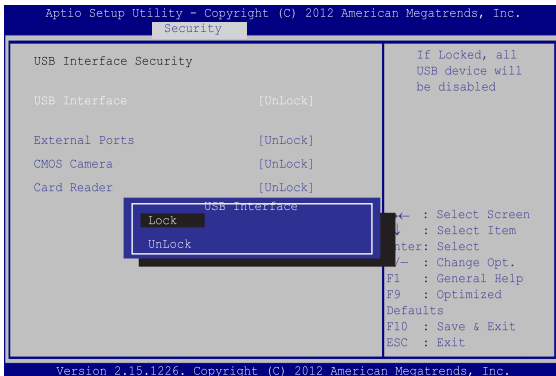 Aptio Setup Utility - Copyright (C) 2012 American Megatrends, Inc.
Security
USB Interface Security
USB Interface [UnLock]
External Ports [UnLock]
CMOS Camera [UnLock]
Card Reader [UnLock]
USB Interface
Lock
UnLock
If Locked, all
USB device will
be disabled
→← : Select Screen
↓ : Select Item
nter: Select
/— : Change Opt.
F1 : General Help
F9 : Optimized
Defaults
F10 : Save & Exit
ESC : Exit
Version 2.15.1226. Copyright (C) 2012 American Megatrends, Inc.